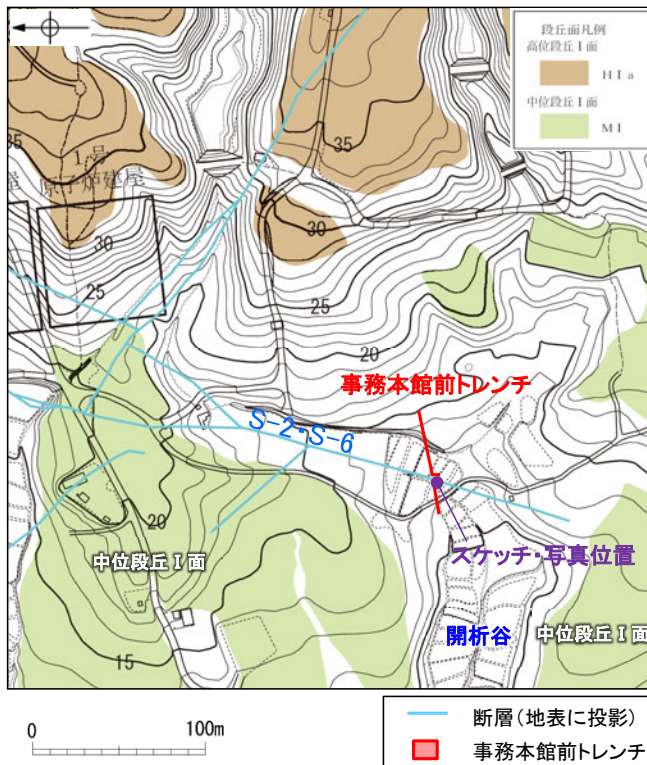 段丘面凡例
高位段丘Ⅰ面
HⅠa
中位段丘Ⅰ面
MⅠ
35
35
1号
原子炉建屋
屋
30
30
25
25
20
事務本館前トレンチ
S-2・S-6
20
スケッチ・写真位置
中位段丘Ⅰ面
開析谷
中位段丘Ⅰ面
15
0 100m
断層(地表に投影)
事務本館前トレンチ